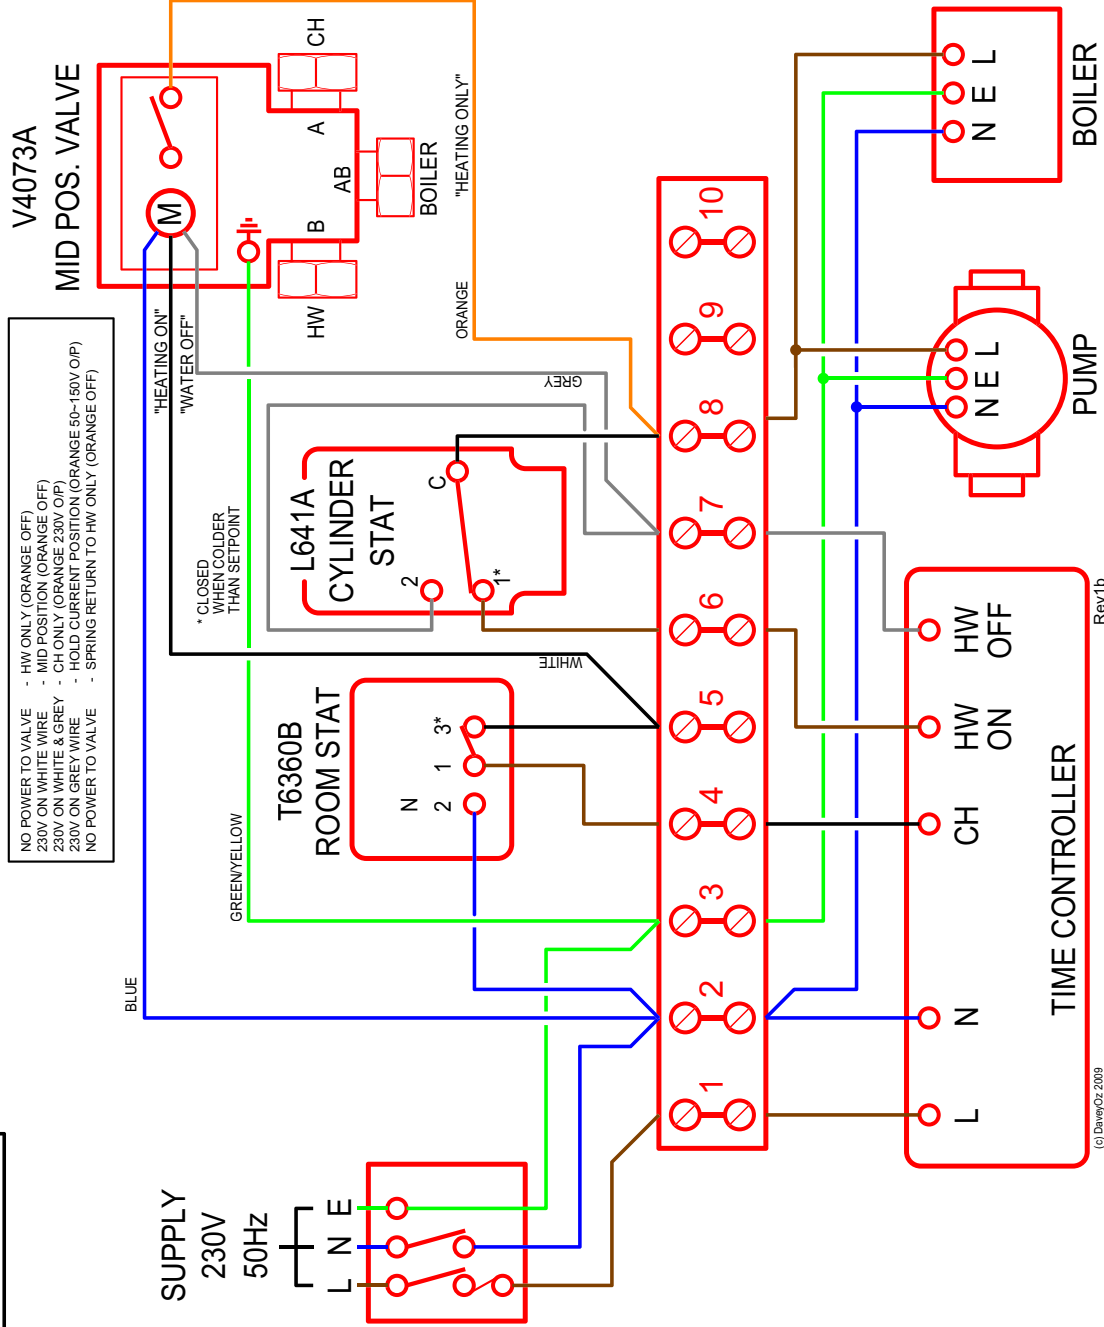 NO POWER TO VALVE - HW ONLY (ORANGE OFF)
230V ON WHITE WIRE - MID POSITION (ORANGE OFF)
230V ON WHITE & GREY - CH ONLY (ORANGE 230V O/P)
230V ON GREY WIRE - HOLD CURRENT POSITION (ORANGE 50-150V O/P)
NO POWER TO VALVE - SPRING RETURN TO HW ONLY (ORANGE OFF)
V4073A
MID POS. VALVE
M
HW
B
AB
A
CH
BOILER
"HEATING ON"
"WATER OFF"
"HEATING ONLY"
BLUE
GREEN/YELLOW
WHITE
GREY
ORANGE
SUPPLY
230V
50Hz
L N E
T6360B
ROOM STAT
N
2 1 3*
* CLOSED
WHEN COLDER
THAN SETPOINT
L641A
CYLINDER
STAT
2
C
1*
1 2 3 4 5 6 7 8 9 10
L
N
CH
HW
ON
HW
OFF
TIME CONTROLLER
(c) DaveyOz 2009
Rev1b
N E L
PUMP
N E L
BOILER